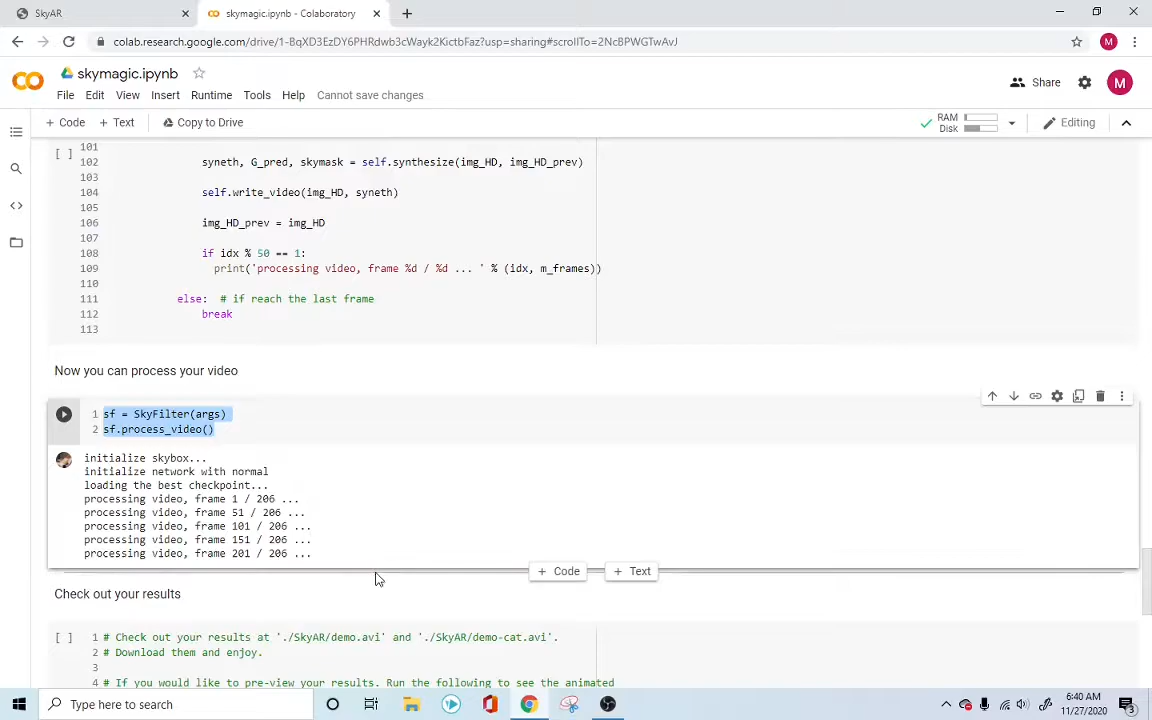 SkyAR
skymagic.ipynb - Colaboratory
colab.research.google.com/drive/1-BqXD3EzDY6PHRdwb3cWayk2KictbFaz?usp=sharing#scrollTo=2NcBPWGTwAvJ
M
skymagic.ipynb
Share
M
File Edit View Insert Runtime Tools Help Cannot save changes
+ Code + Text Copy to Drive
RAM
Disk
Editing
101
[ ] 102 syneth, G_pred, skymask = self.synthesize(img_HD, img_HD_prev)
103
104 self.write_video(img_HD, syneth)
105
106 img_HD_prev = img_HD
107
108 if idx % 50 == 1:
109 print('processing video, frame %d / %d ... ' % (idx, m_frames))
110
111 else: # if reach the last frame
112 break
113
Now you can process your video
1 sf = SkyFilter(args)
2 sf.process_video()
initialize skybox...
initialize network with normal
loading the best checkpoint...
processing video, frame 1 / 206 ...
processing video, frame 51 / 206 ...
processing video, frame 101 / 206 ...
processing video, frame 151 / 206 ...
processing video, frame 201 / 206 ...
+ Code + Text
Check out your results
[ ] 1 # Check out your results at './SkyAR/demo.avi' and './SkyAR/demo-cat.avi'.
2 # Download them and enjoy.
3
4 # If you would like to pre-view your results. Run the following to see the animated
Type here to search
6:40 AM
11/27/2020
3